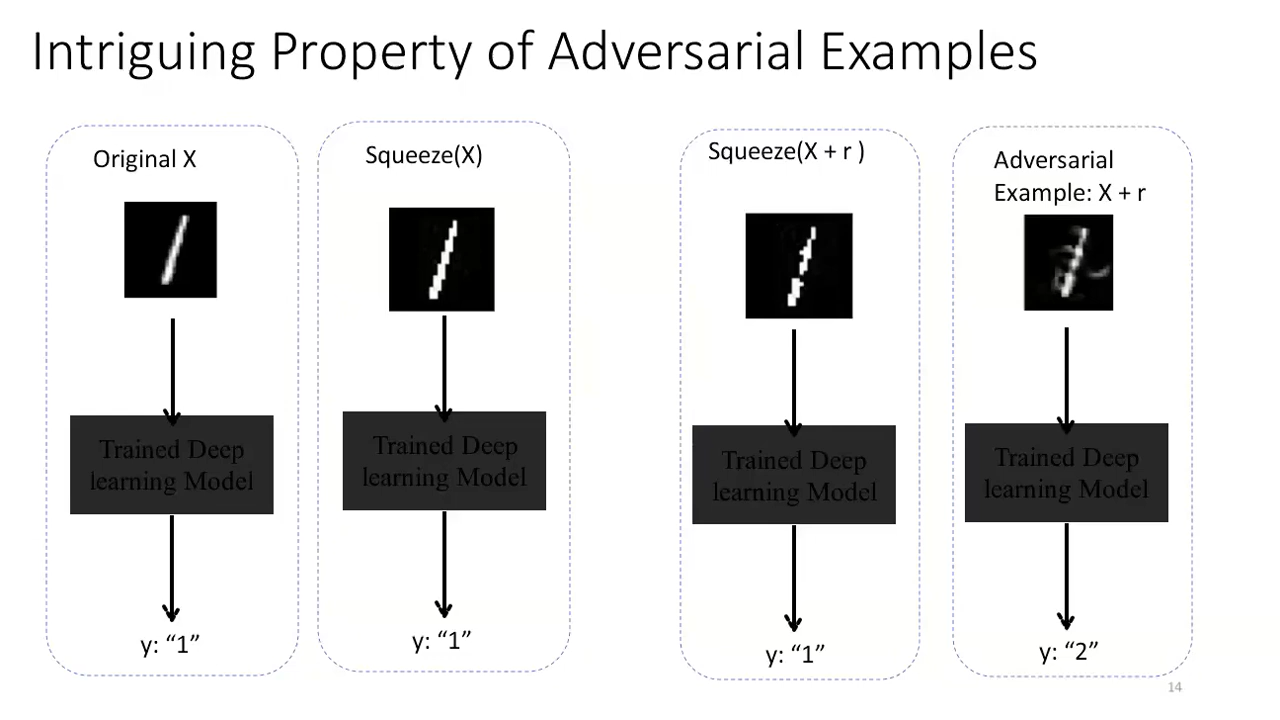 Intriguing Property of Adversarial Examples
Original X
Trained Deep
learning Model
y: “1”
Squeeze(X)
Trained Deep
learning Model
y: “1”
Squeeze(X + r )
Trained Deep
learning Model
y: “1”
Adversarial
Example: X + r
Trained Deep
learning Model
y: “2”
14